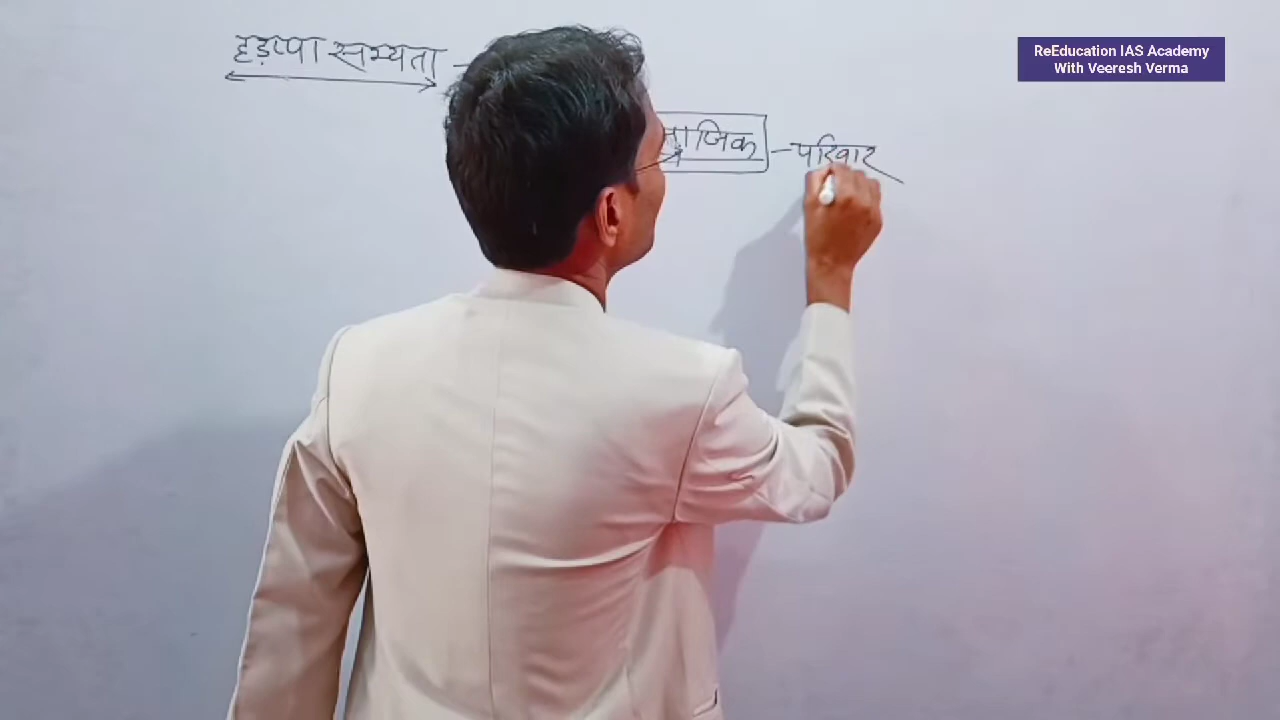 हड़प्पा सभ्यता -
माजिक - परिवार
ReEducation IAS Academy
With Veeresh Verma